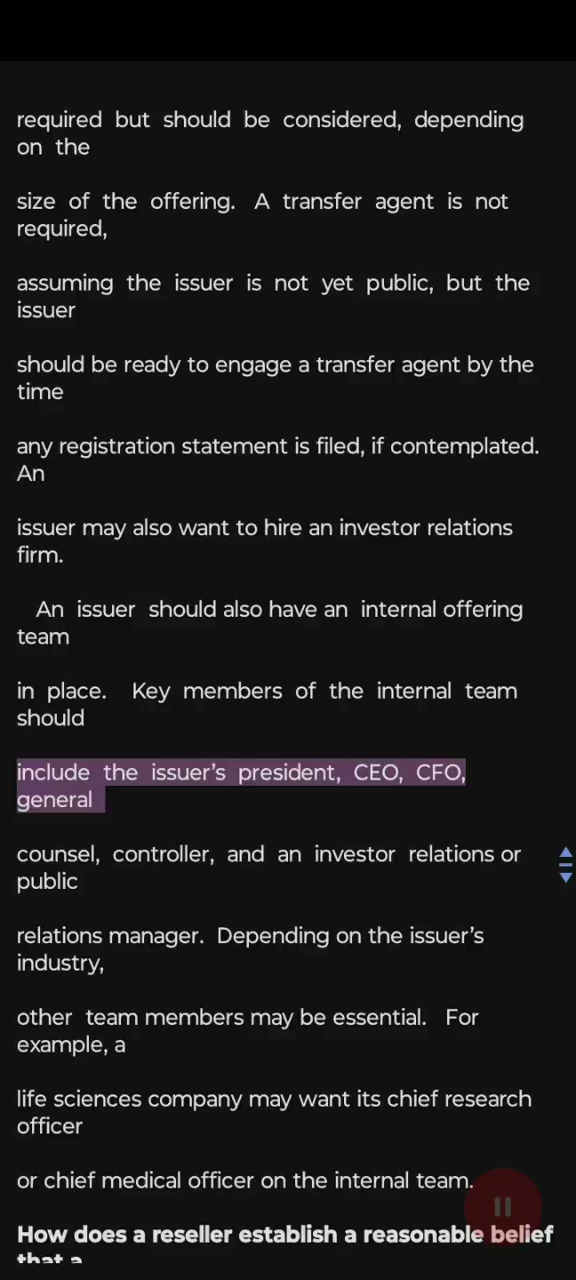 required but should be considered, depending
on the
size of the offering. A transfer agent is not
required,
assuming the issuer is not yet public, but the
issuer
should be ready to engage a transfer agent by the
time
any registration statement is filed, if contemplated.
An
issuer may also want to hire an investor relations
firm.
An issuer should also have an internal offering
team
in place. Key members of the internal team
should
include the issuer’s president, CEO, CFO,
general
counsel, controller, and an investor relations or
public
relations manager. Depending on the issuer’s
industry,
other team members may be essential. For
example, a
life sciences company may want its chief research
officer
or chief medical officer on the internal team.
How does a reseller establish a reasonable belief
that a